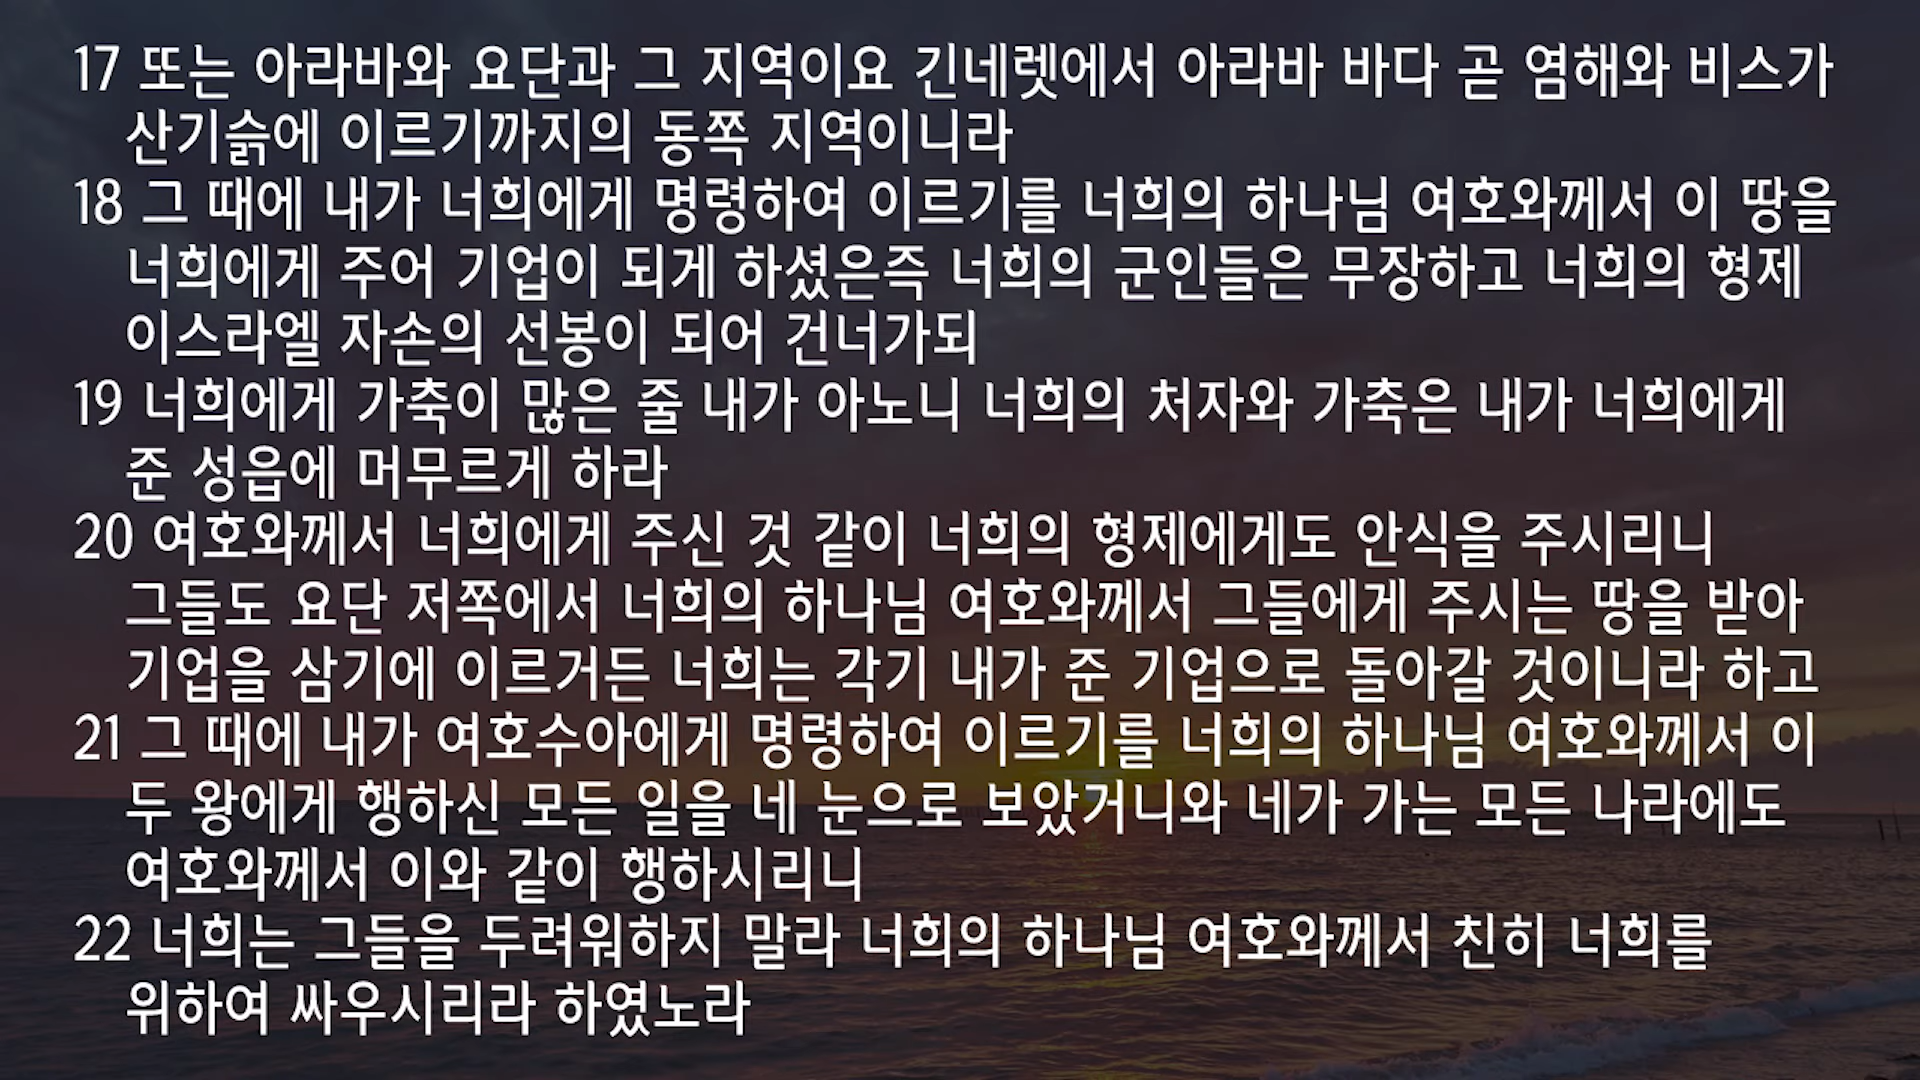 17 또는 아라바와 요단과 그 지역이요 긴네렛에서 아라바 바다 곧 염해와 비스가
산기슭에 이르기까지의 동쪽 지역이니라
18 그 때에 내가 너희에게 명령하여 이르기를 너희의 하나님 여호와께서 이 땅을
너희에게 주어 기업이 되게 하셨은즉 너희의 군인들은 무장하고 너희의 형제
이스라엘 자손의 선봉이 되어 건너가되
19 너희에게 가축이 많은 줄 내가 아노니 너희의 처자와 가축은 내가 너희에게
준 성읍에 머무르게 하라
20 여호와께서 너희에게 주신 것 같이 너희의 형제에게도 안식을 주시리니
그들도 요단 저쪽에서 너희의 하나님 여호와께서 그들에게 주시는 땅을 받아
기업을 삼기에 이르거든 너희는 각기 내가 준 기업으로 돌아갈 것이니라 하고
21 그 때에 내가 여호수아에게 명령하여 이르기를 너희의 하나님 여호와께서 이
두 왕에게 행하신 모든 일을 네 눈으로 보았거니와 네가 가는 모든 나라에도
여호와께서 이와 같이 행하시리니
22 너희는 그들을 두려워하지 말라 너희의 하나님 여호와께서 친히 너희를
위하여 싸우시리라 하였노라